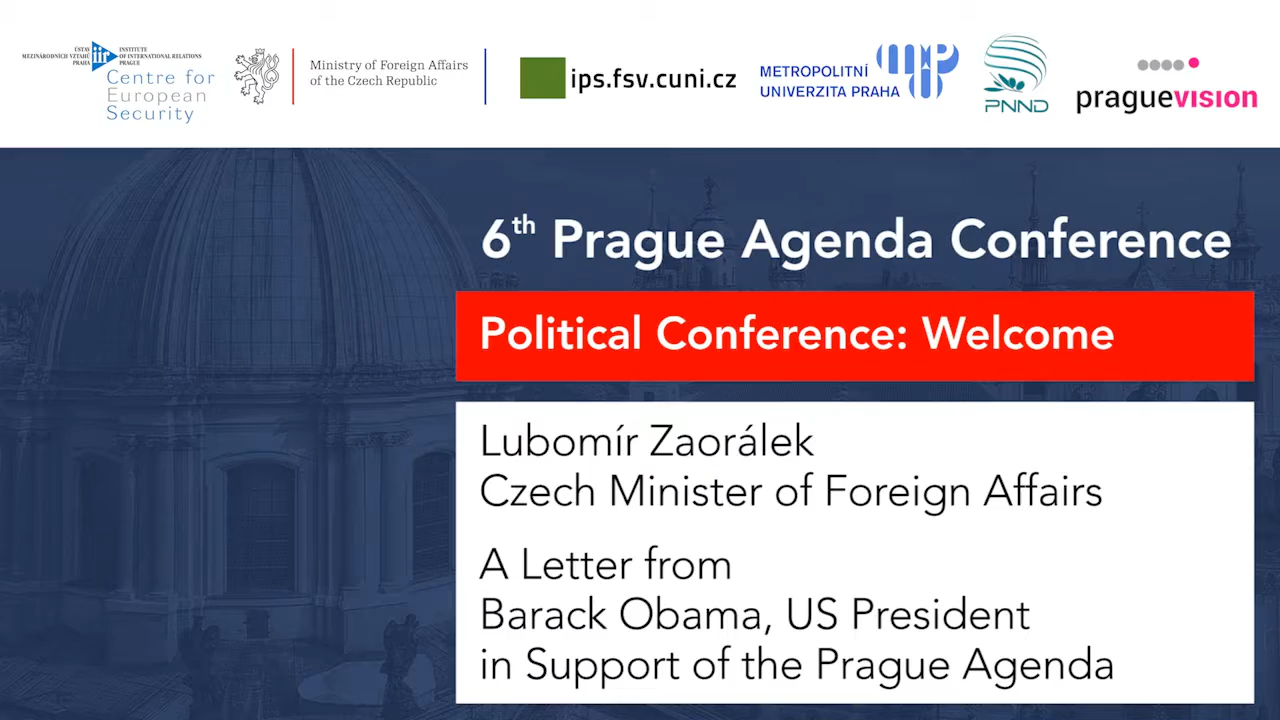 ÚSTAV
MEZINÁRODNÍCH VZTAHŮ
PRAHA
iir
INSTITUTE
OF INTERNATIONAL RELATIONS
PRAGUE
Centre for
European
Security
Ministry of Foreign Affairs
of the Czech Republic
ips.fsv.cuni.cz
METROPOLITNÍ
UNIVERZITA PRAHA
mup
PNND
praguevision
6th Prague Agenda Conference
Political Conference: Welcome
Lubomír Zaorálek
Czech Minister of Foreign Affairs
A Letter from
Barack Obama, US President
in Support of the Prague Agenda